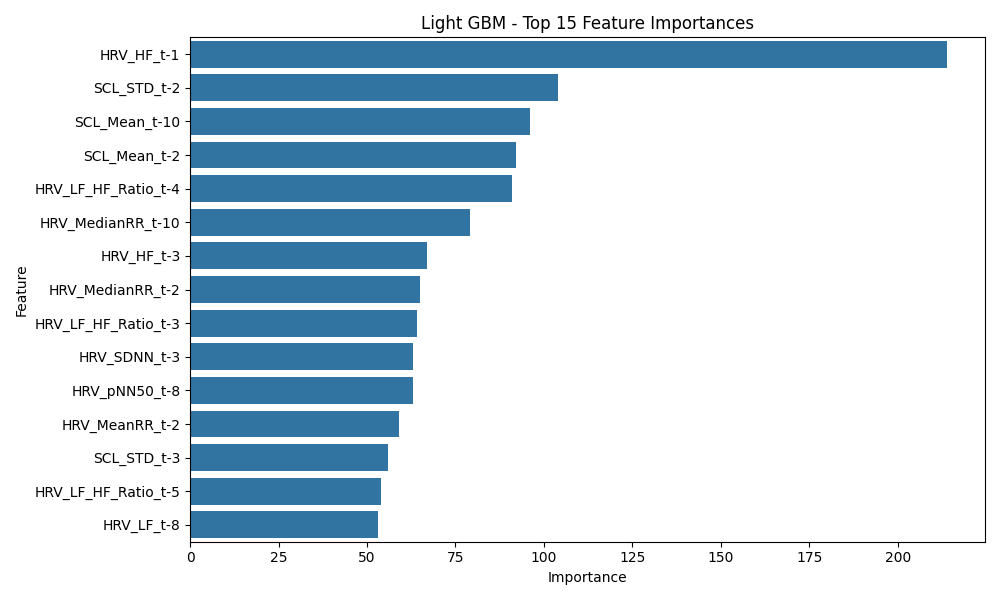 Light GBM - Top 15 Feature Importances
HRV_HF_t-1
SCL_STD_t-2
SCL_Mean_t-10
SCL_Mean_t-2
HRV_LF_HF_Ratio_t-4
HRV_MedianRR_t-10
HRV_HF_t-3
HRV_MedianRR_t-2
HRV_LF_HF_Ratio_t-3
HRV_SDNN_t-3
HRV_pNN50_t-8
HRV_MeanRR_t-2
SCL_STD_t-3
HRV_LF_HF_Ratio_t-5
HRV_LF_t-8
Feature
0 25 50 75 100 125 150 175 200
Importance